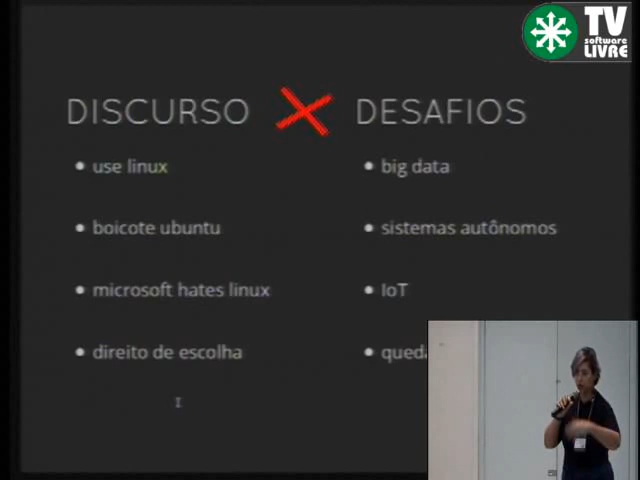 TV
software
LIVRE
DISCURSO X DESAFIOS
• use linux
• boicote ubuntu
• microsoft hates linux
• direito de escolha
• big data
• sistemas autônomos
• IoT